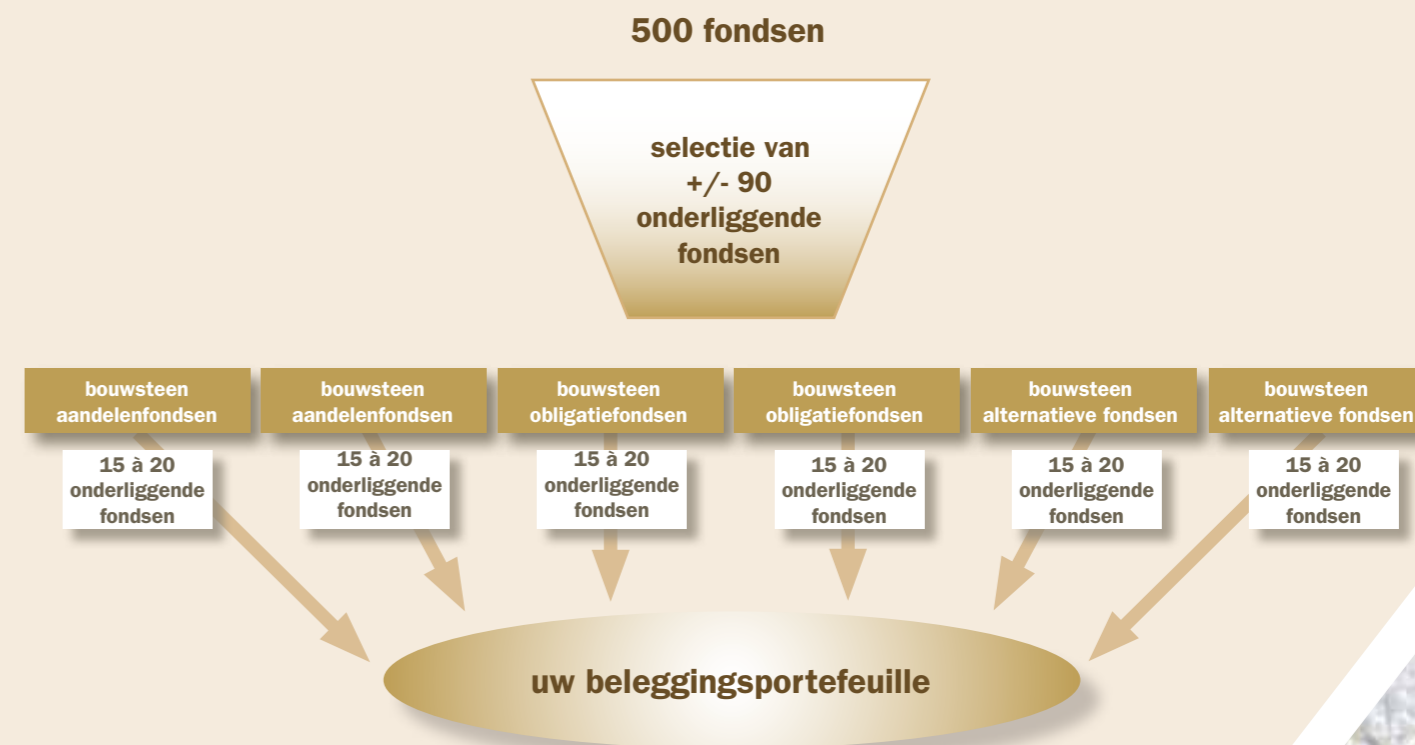 500 fondsen
selectie van
+/- 90
onderliggende
fondsen
bouwsteen
aandelenfondsen
bouwsteen
aandelenfondsen
bouwsteen
obligatiefondsen
bouwsteen
obligatiefondsen
bouwsteen
alternatieve fondsen
bouwsteen
alternatieve fondsen
15 à 20
onderliggende
fondsen
15 à 20
onderliggende
fondsen
15 à 20
onderliggende
fondsen
15 à 20
onderliggende
fondsen
15 à 20
onderliggende
fondsen
15 à 20
onderliggende
fondsen
uw beleggingsportefeuille